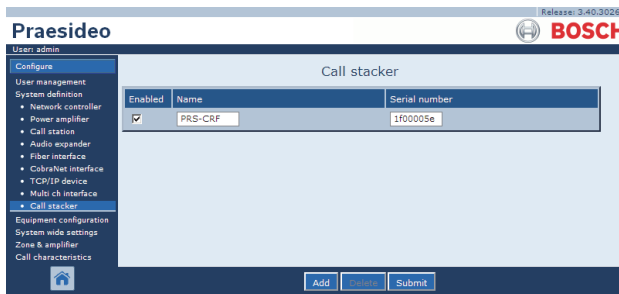 Release: 3.40.3026
Praesideo
BOSCH
User: admin
Configure
User management
System definition
• Network controller
• Power amplifier
• Call station
• Audio expander
• Fiber interface
• CobraNet interface
• TCP/IP device
• Multi ch interface
• Call stacker
Equipment configuration
System wide settings
Zone & amplifier
Call characteristics
Call stacker
Enabled Name Serial number
PRS-CRF 1f00005e
Add Delete Submit